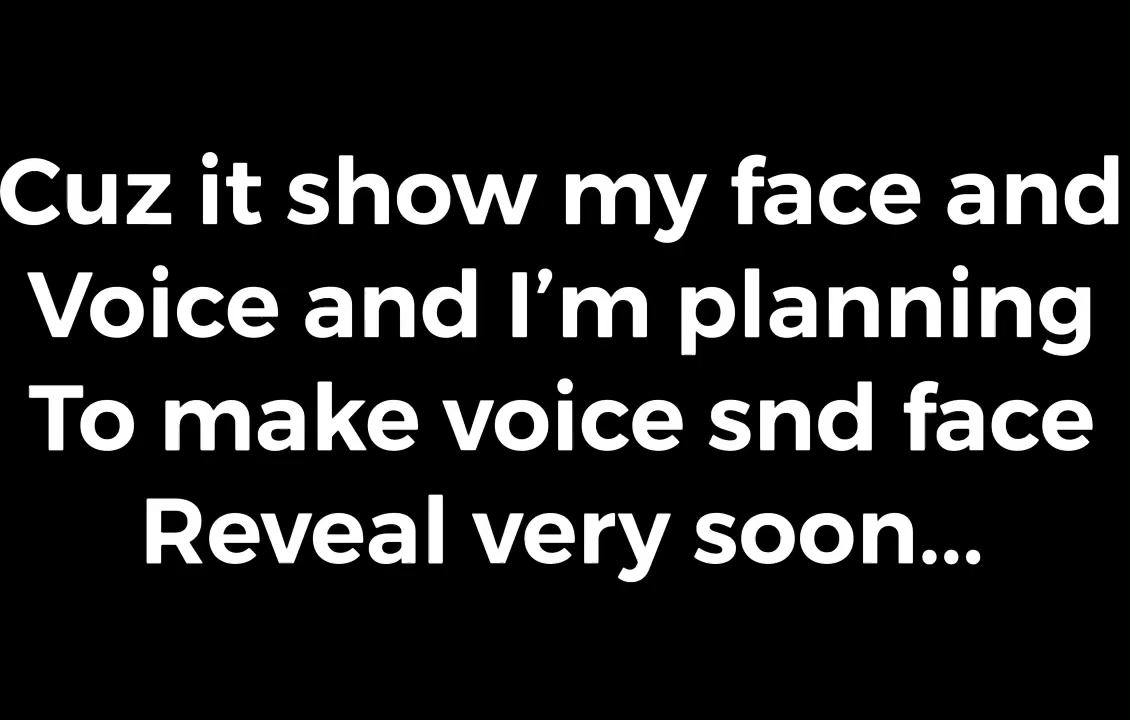 Cuz it show my face and
Voice and I’m planning
To make voice snd face
Reveal very soon...